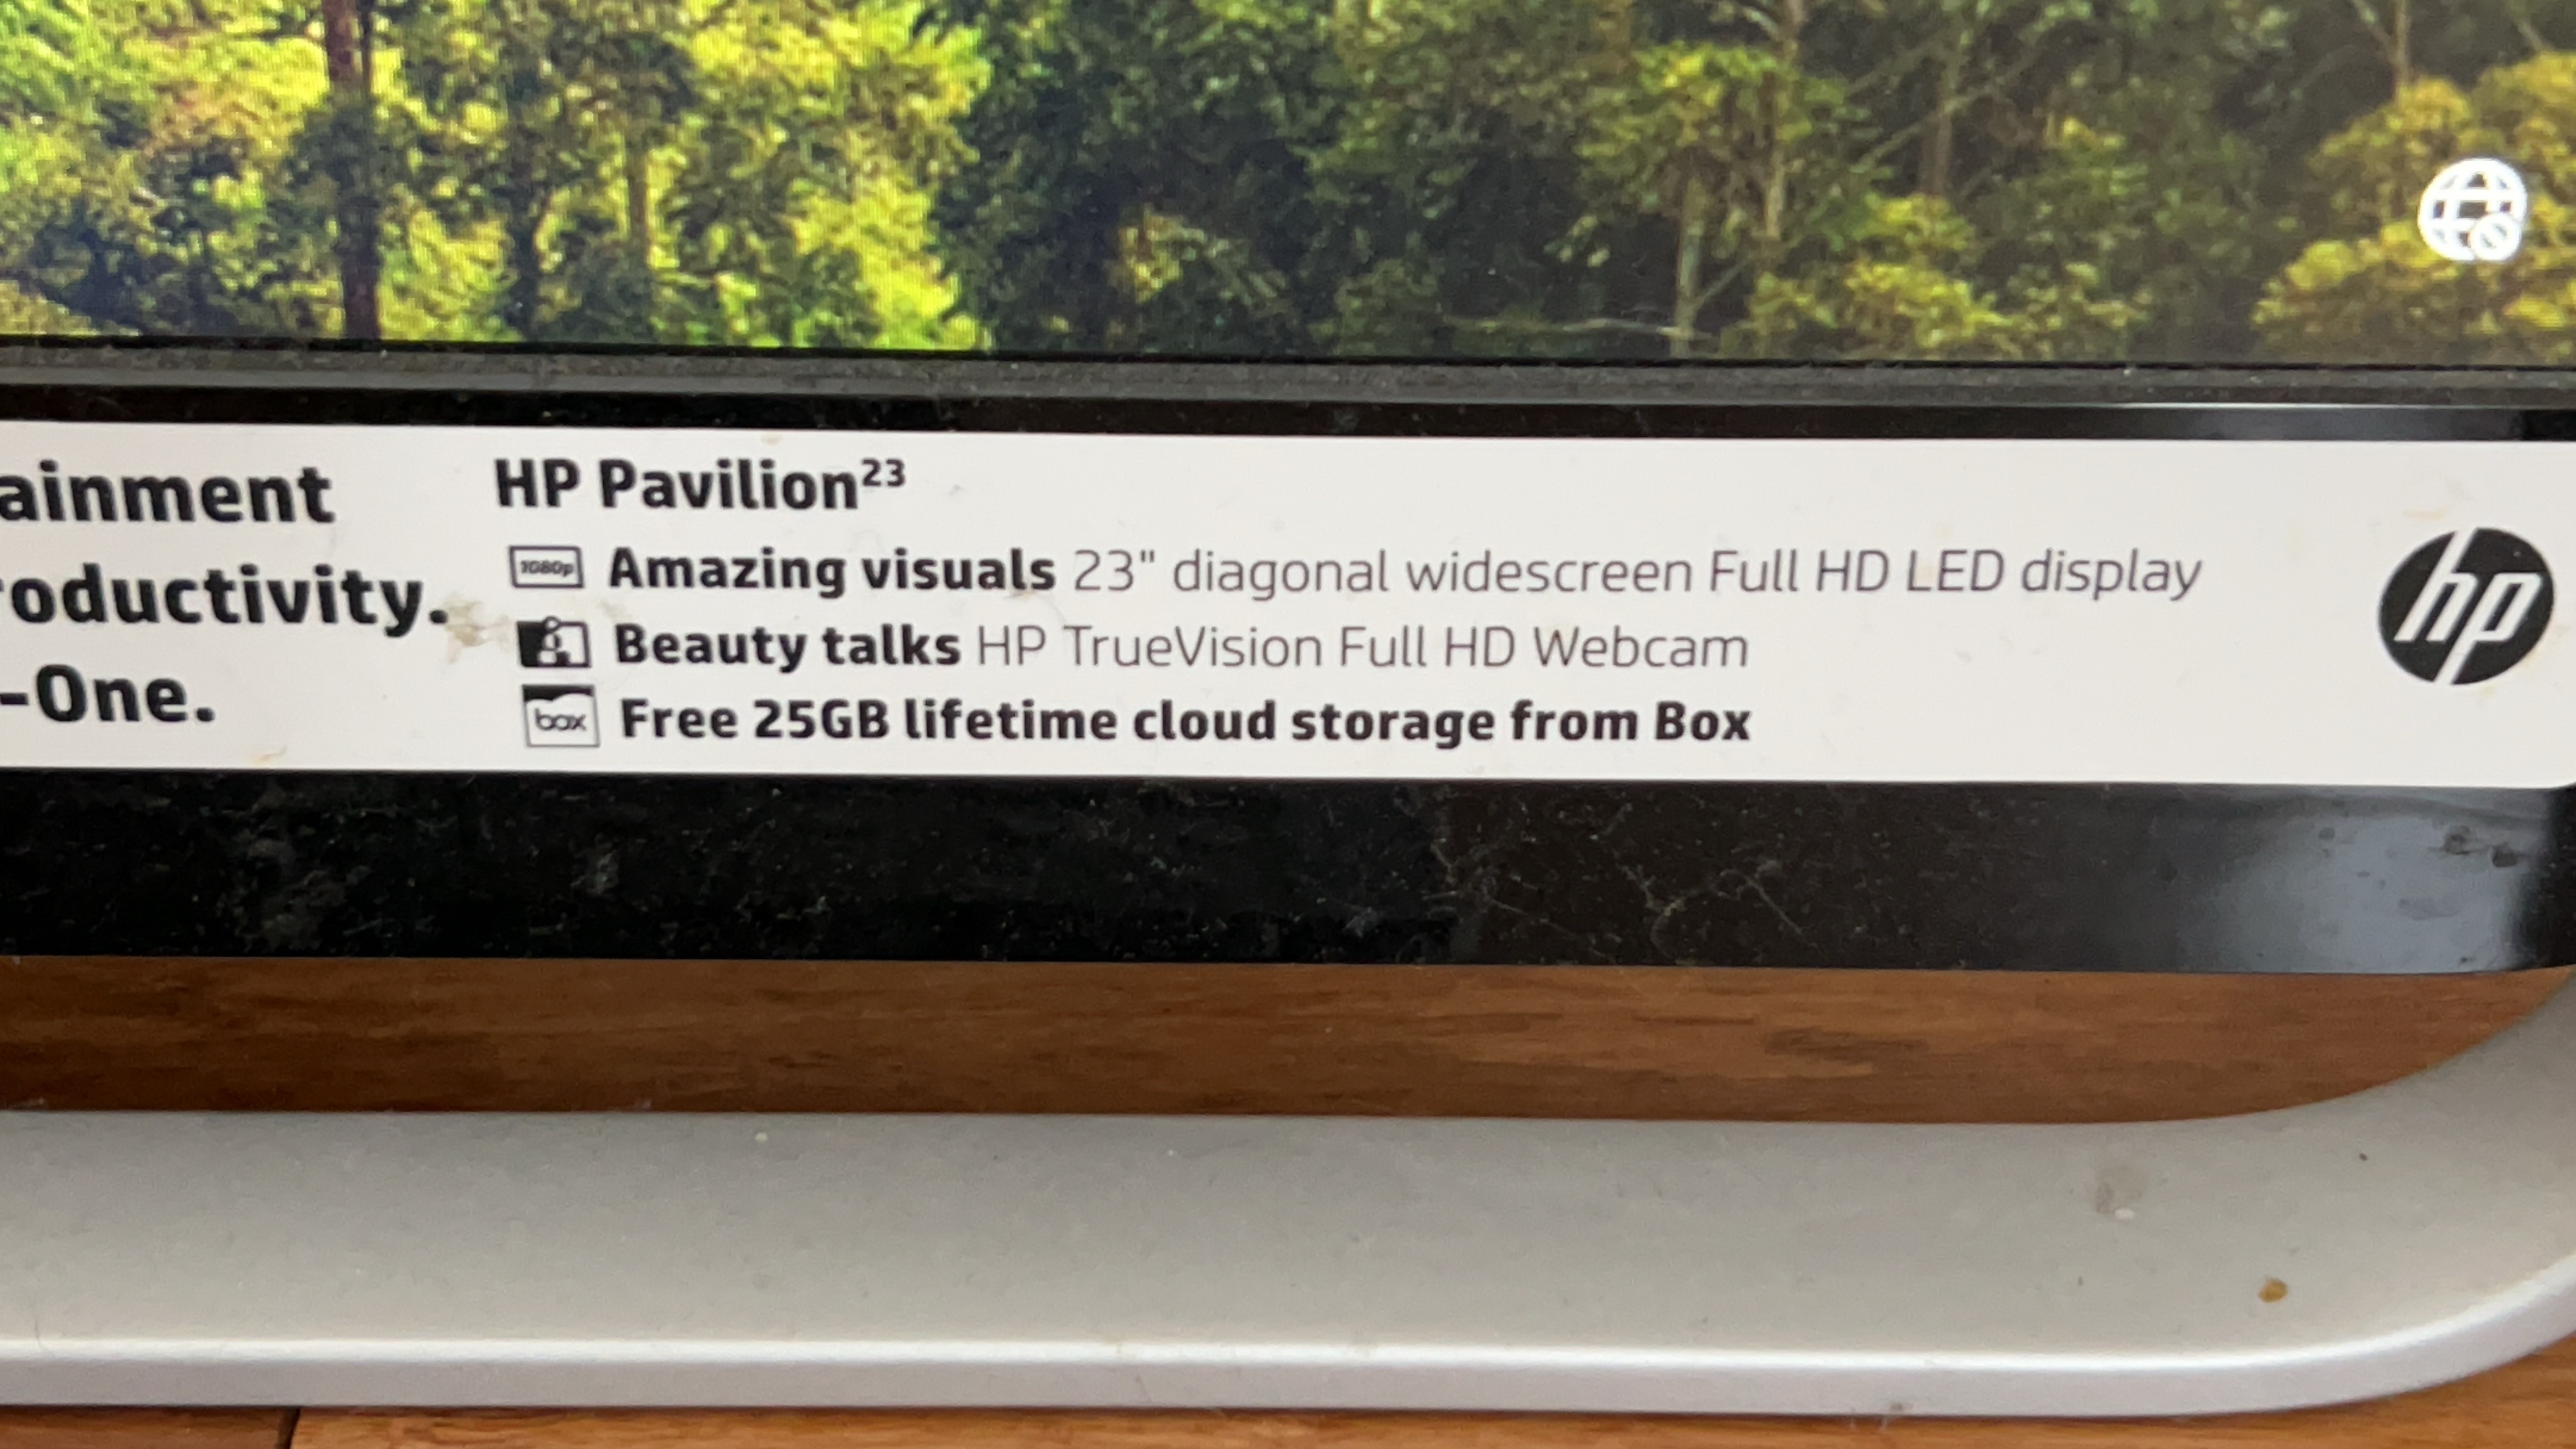 ainment
roductivity.
-One.
HP Pavilion²³
1080p Amazing visuals 23" diagonal widescreen Full HD LED display
Beauty talks HP TrueVision Full HD Webcam
box Free 25GB lifetime cloud storage from Box
hp